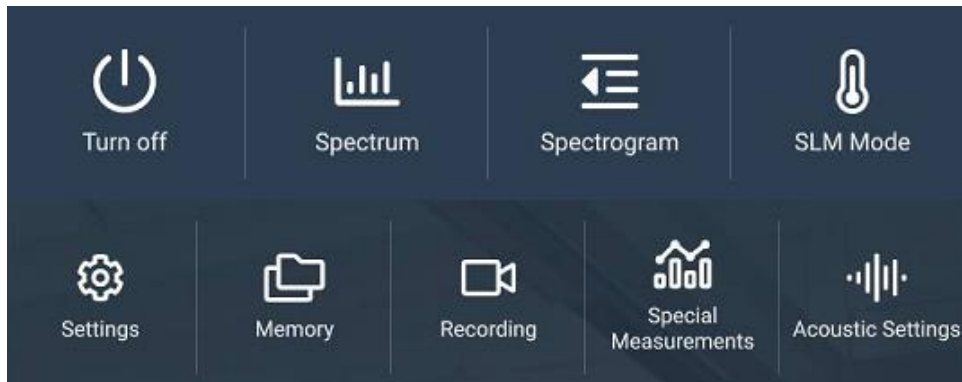 Turn off
Spectrum
Spectrogram
SLM Mode
Settings
Memory
Recording
Special
Measurements
Acoustic Settings